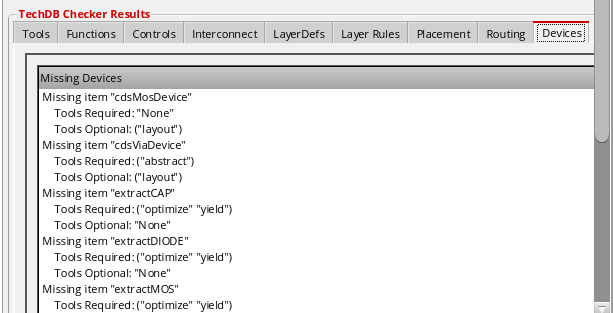 TechDB Checker Results
Tools Functions Controls Interconnect LayerDefs Layer Rules Placement Routing Devices
Missing Devices
Missing item "cdsMosDevice"
Tools Required: "None"
Tools Optional: ("layout")
Missing item "cdsViaDevice"
Tools Required: ("abstract")
Tools Optional: ("layout")
Missing item "extractCAP"
Tools Required: ("optimize" "yield")
Tools Optional: "None"
Missing item "extractDIODE"
Tools Required: ("optimize" "yield")
Tools Optional: "None"
Missing item "extractMOS"
Tools Required: ("optimize" "yield")